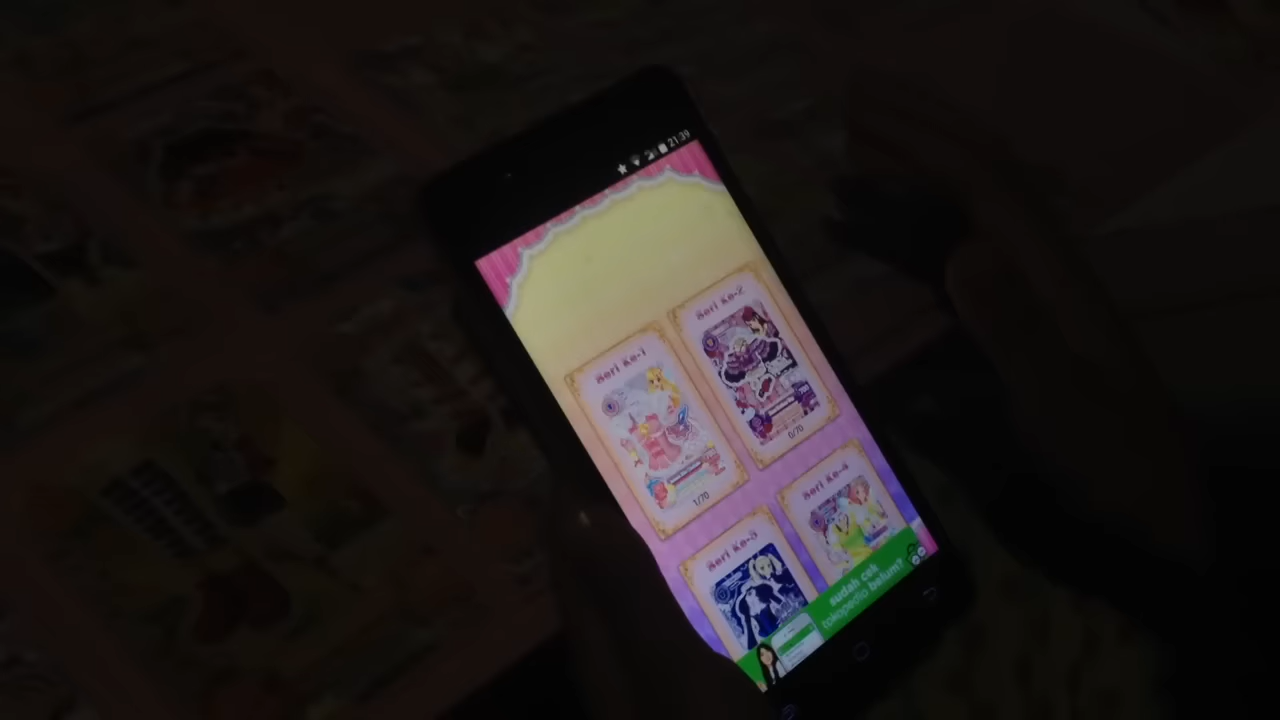 21:39
Seri Ke-1
Seri Ke-2
1/70
0/70
Seri Ke-3
Seri Ke-4
sudah cek
tokopedia belum?